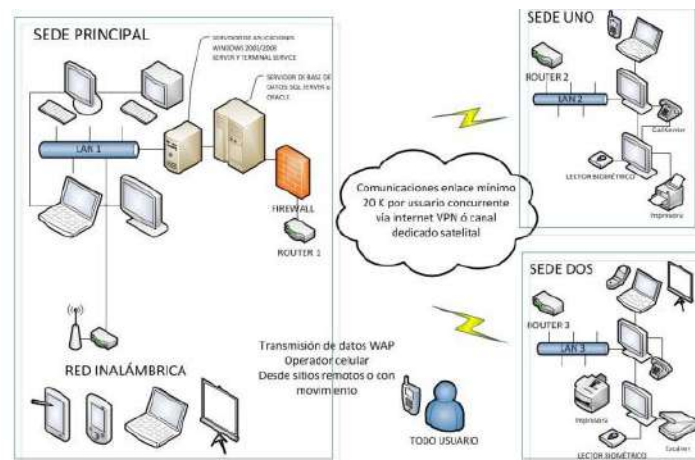 SEDE PRINCIPAL
SERVIDOR DE APLICACIONES
WINDOWS 2003/2008
SERVER Y TERMINAL SERVICE
SERVIDOR DE BASE DE
DATOS SQL SERVER u
ORACLE
LAN 1
FIREWALL
ROUTER 1
RED INALÁMBRICA
Comunicaciones enlace mínimo
20 K por usuario concurrente
via internet VPN ó canal
dedicado satelital
Transmisión de datos WAP
Operador celular
Desde sitios remotos o con
movimiento
TODO USUARIO
SEDE UNO
ROUTER 2
LAN 2
LECTOR BIOMÉTRICO
Impresora
SEDE DOS
ROUTER 3
LAN 3
Impresora
LECTOR BIOMÉTRICO
Escáner